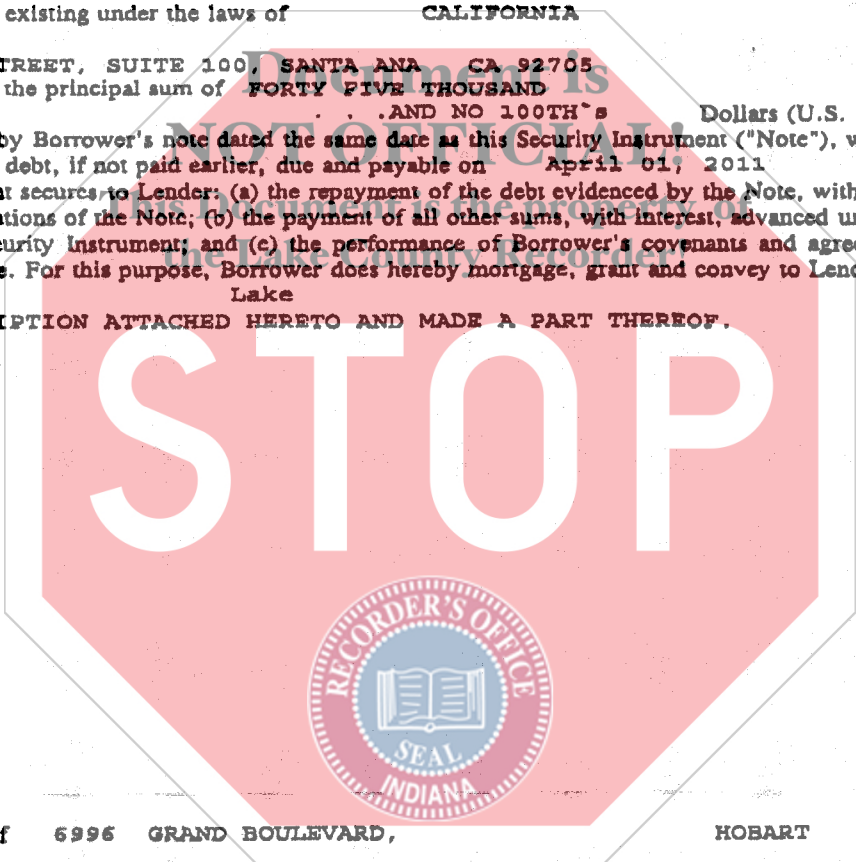 existing under the laws of CALIFORNIA
TREET, SUITE 100, SANTA ANA CA 92705
the principal sum of FORTY FIVE THOUSAND
. . .AND NO 100TH`s Dollars (U.S.
by Borrower's note dated the same date as this Security Instrument ("Note"), w
debt, if not paid earlier, due and payable on April 01, 2011
t secures to Lender: (a) the repayment of the debt evidenced by the Note, with
ations of the Note; (b) the payment of all other sums, with interest, advanced u
curity Instrument; and (c) the performance of Borrower's covenants and agree
e. For this purpose, Borrower does hereby mortgage, grant and convey to Lend
Lake
IPTION ATTACHED HERETO AND MADE A PART THEREOF.
Document is
NOT OFFICIAL!
This Document is the property of
the Lake County Recorder!
STOP
RECORDER'S OFFICE
SEAL
INDIANA
f 6996 GRAND BOULEVARD, HOBART